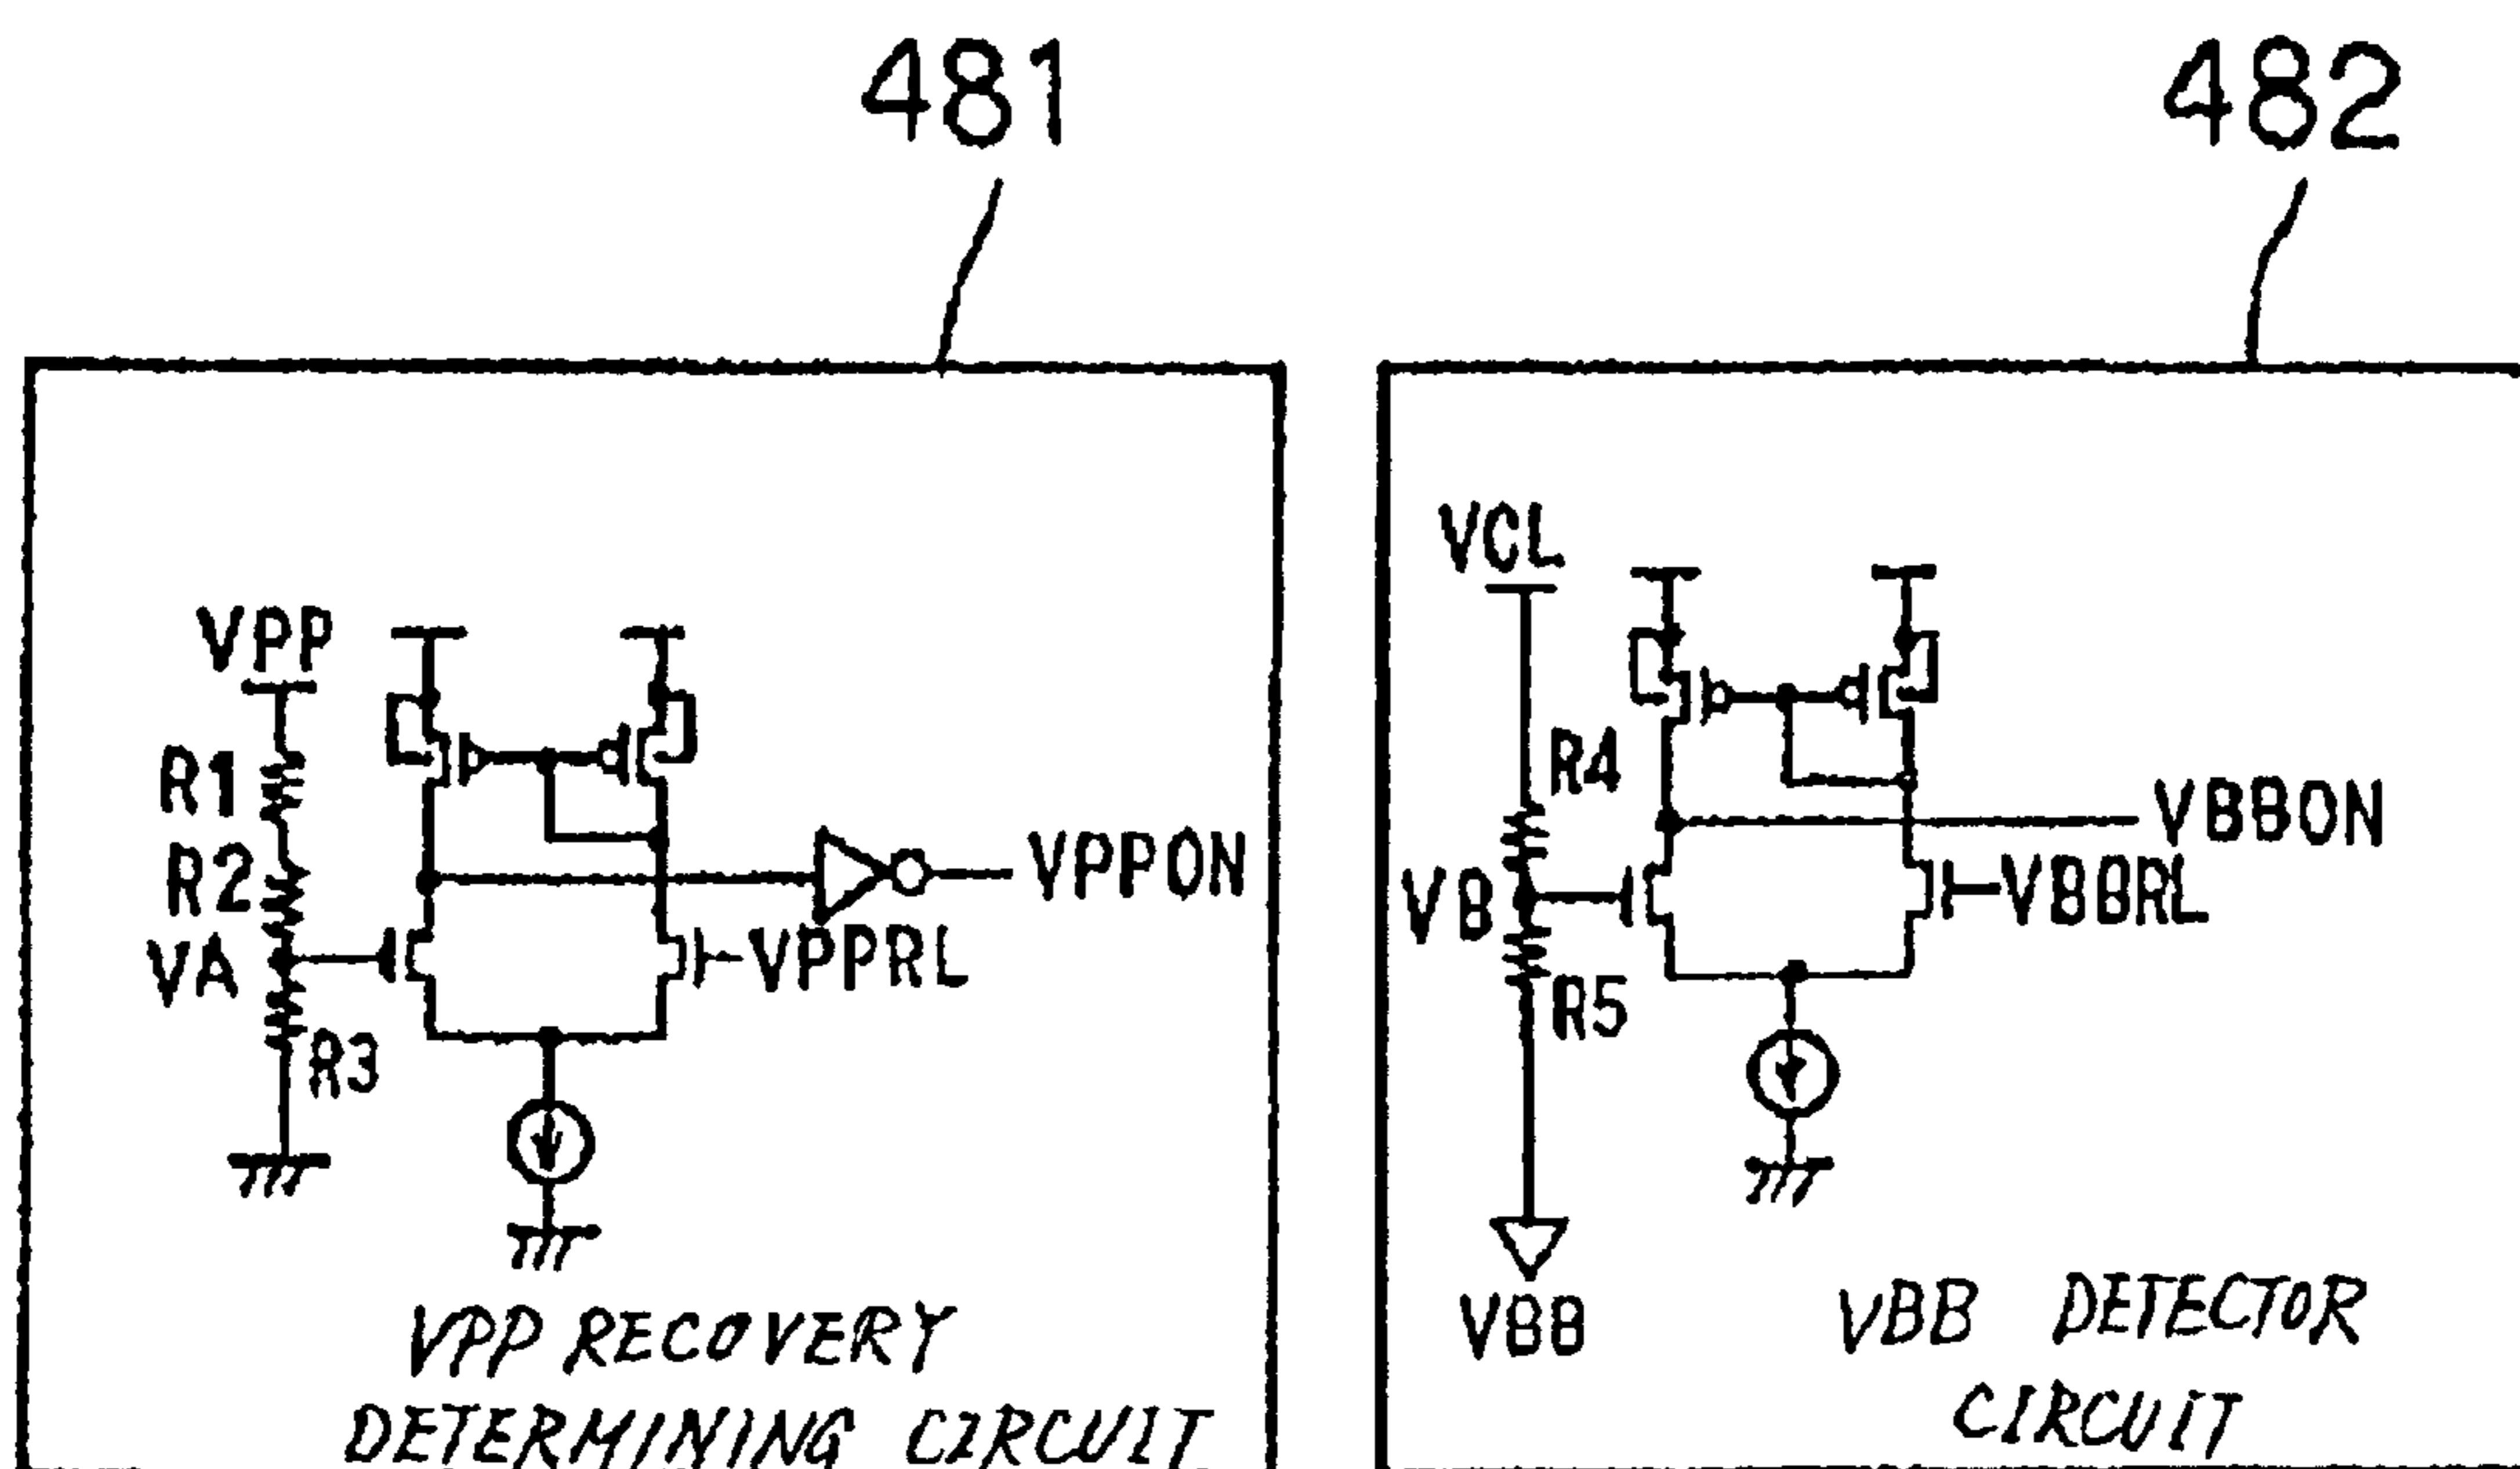 481
482
VPP
R1
R2
VA
R3
VPPON
VPPRL
VPP RECOVERY
DETERMINING CIRCUIT
VCL
R4
VB
R5
VBB
VBBON
VBBRL
VBB DETECTOR
CIRCUIT